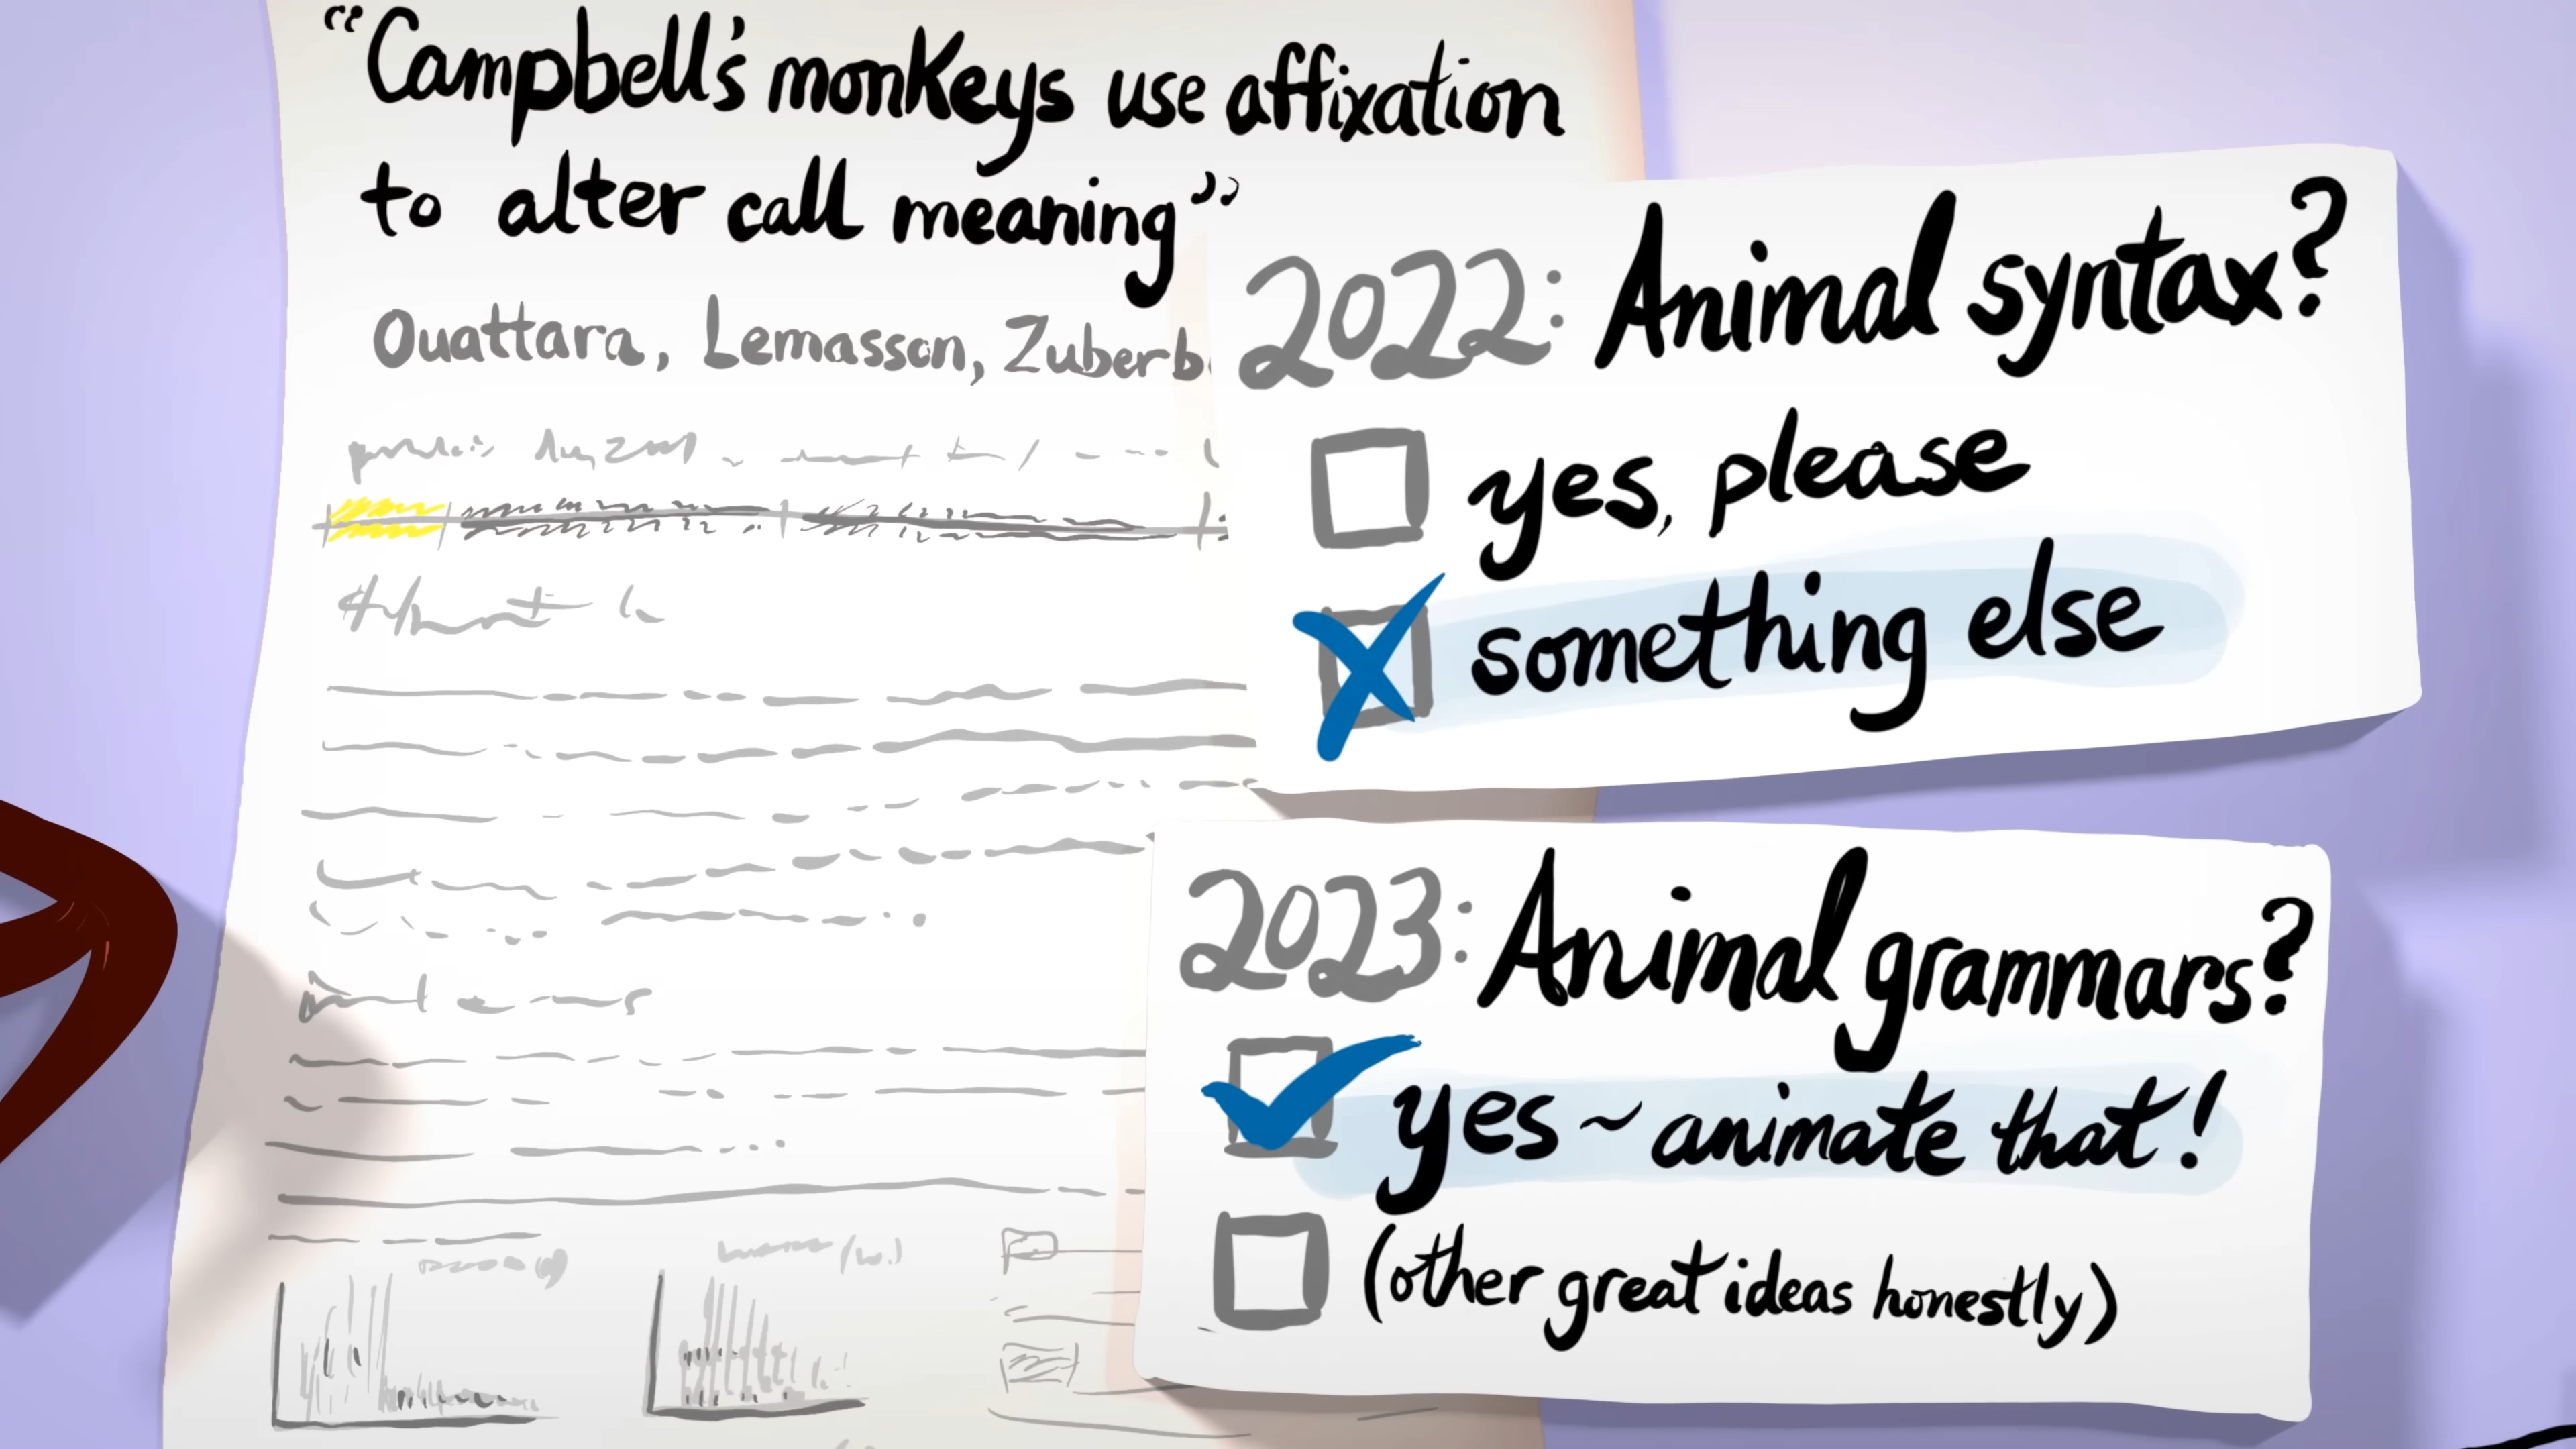 “Campbell's monkeys use affixation
to alter call meaning”
Ouattara, Lemasson, Zuberb
2022: Animal syntax?
yes, please
something else
2023: Animal grammars?
yes ~ animate that!
(other great ideas honestly)